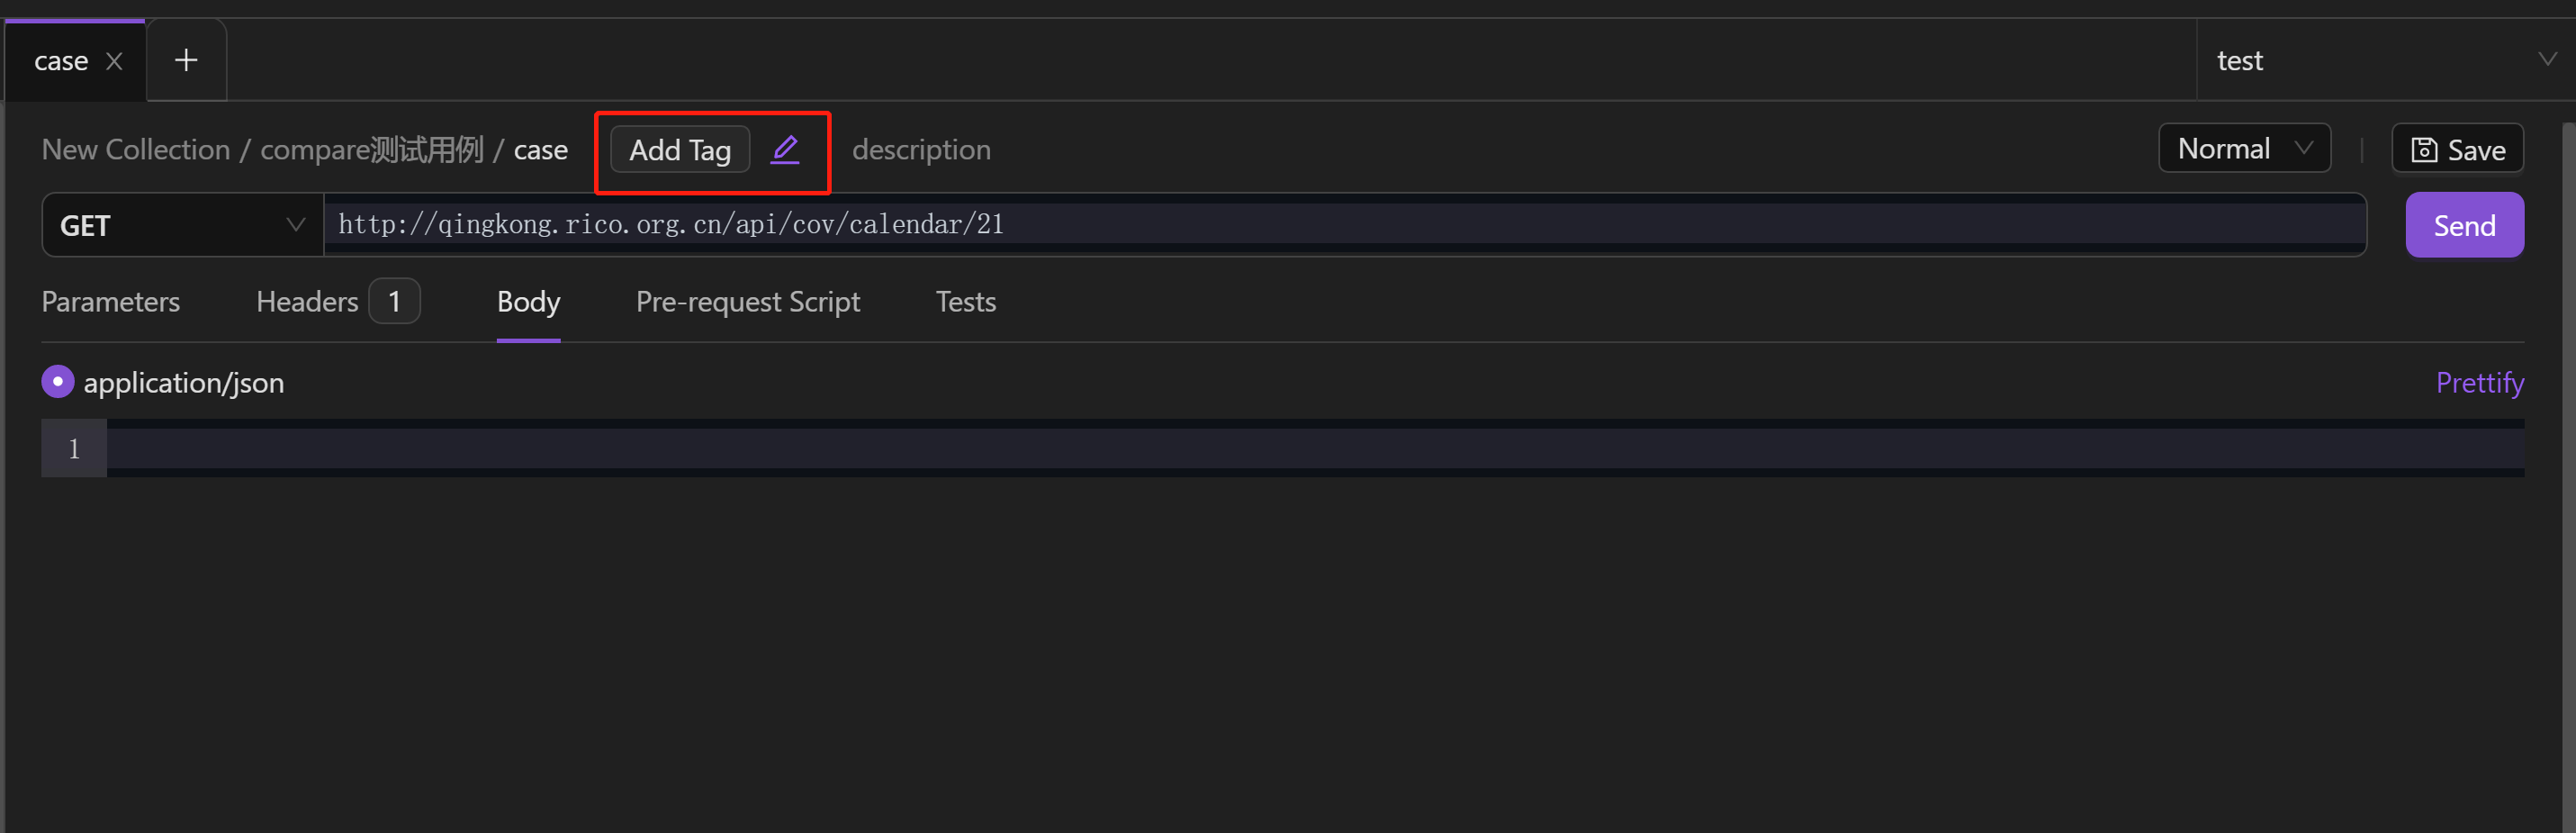 case
test
New Collection / compare测试用例 / case Add Tag description Normal Save
GET http://qingkong.rico.org.cn/api/cov/calendar/21 Send
Parameters Headers 1 Body Pre-request Script Tests
application/json Prettify
1